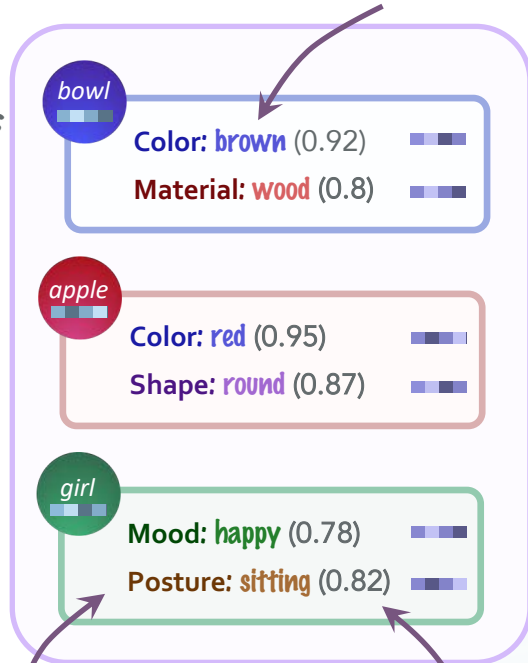 bowl
Color: brown (0.92)
Material: wood (0.8)
apple
Color: red (0.95)
Shape: round (0.87)
girl
Mood: happy (0.78)
Posture: sitting (0.82)